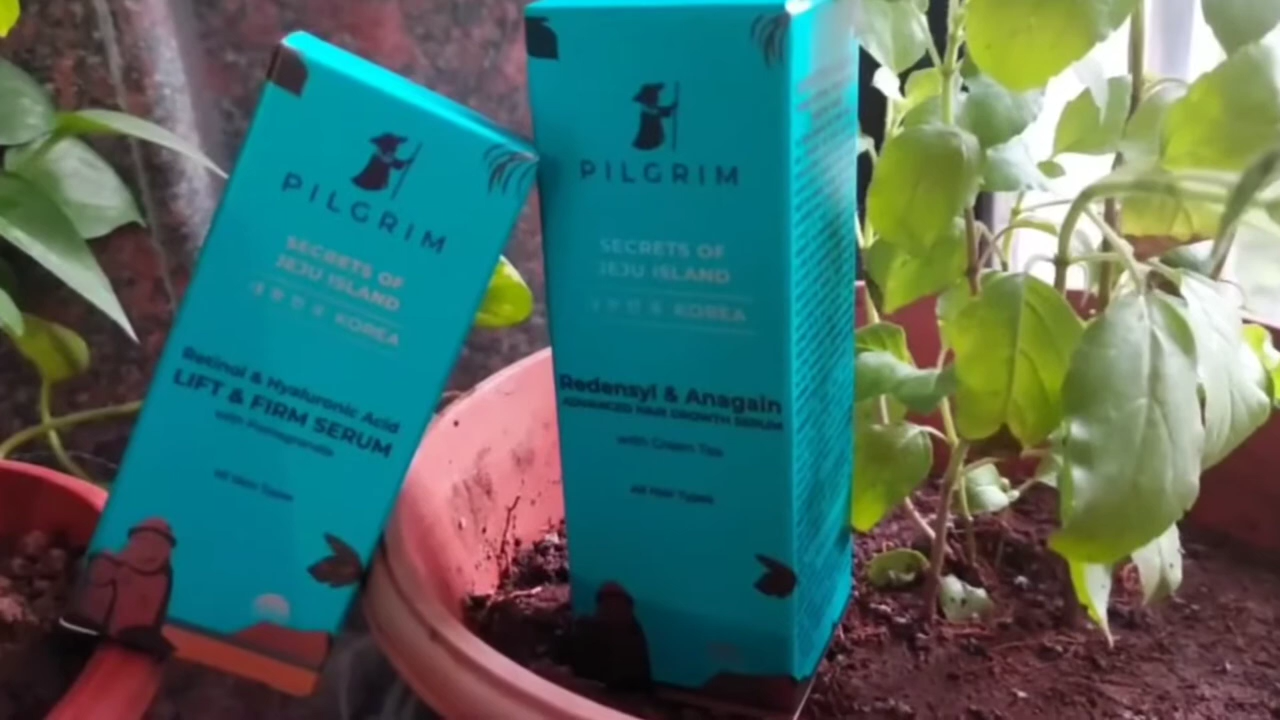 PILGRIM
SECRETS OF
JEJU ISLAND
KOREA
Retinol & Hyaluronic Acid
LIFT & FIRM SERUM
with Pomegranate
All Skin Types
PILGRIM
SECRETS OF
JEJU ISLAND
KOREA
Redensyl & Anagain
ADVANCED HAIR GROWTH SERUM
with Green Tea
All Hair Types